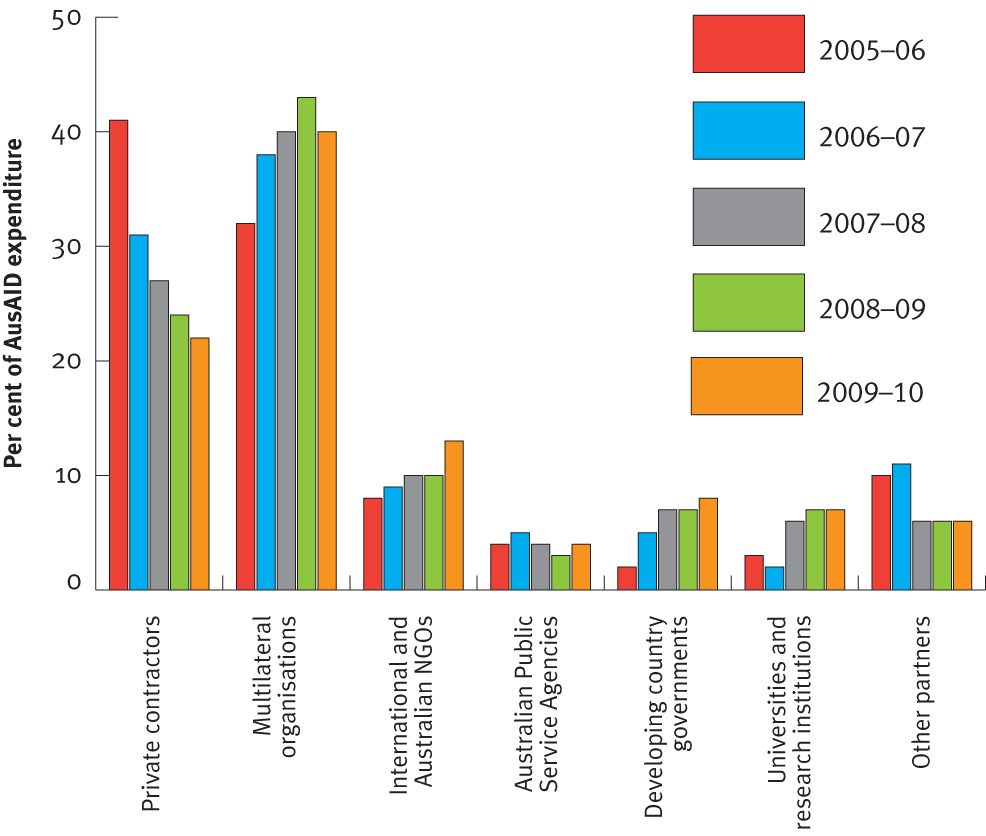 Per cent of AusAID expenditure
50
40
30
20
10
0
2005–06
2006–07
2007–08
2008–09
2009–10
Private contractors
Multilateral
organisations
International and
Australian NGOs
Australian Public
Service Agencies
Developing country
governments
Universities and
research institutions
Other partners